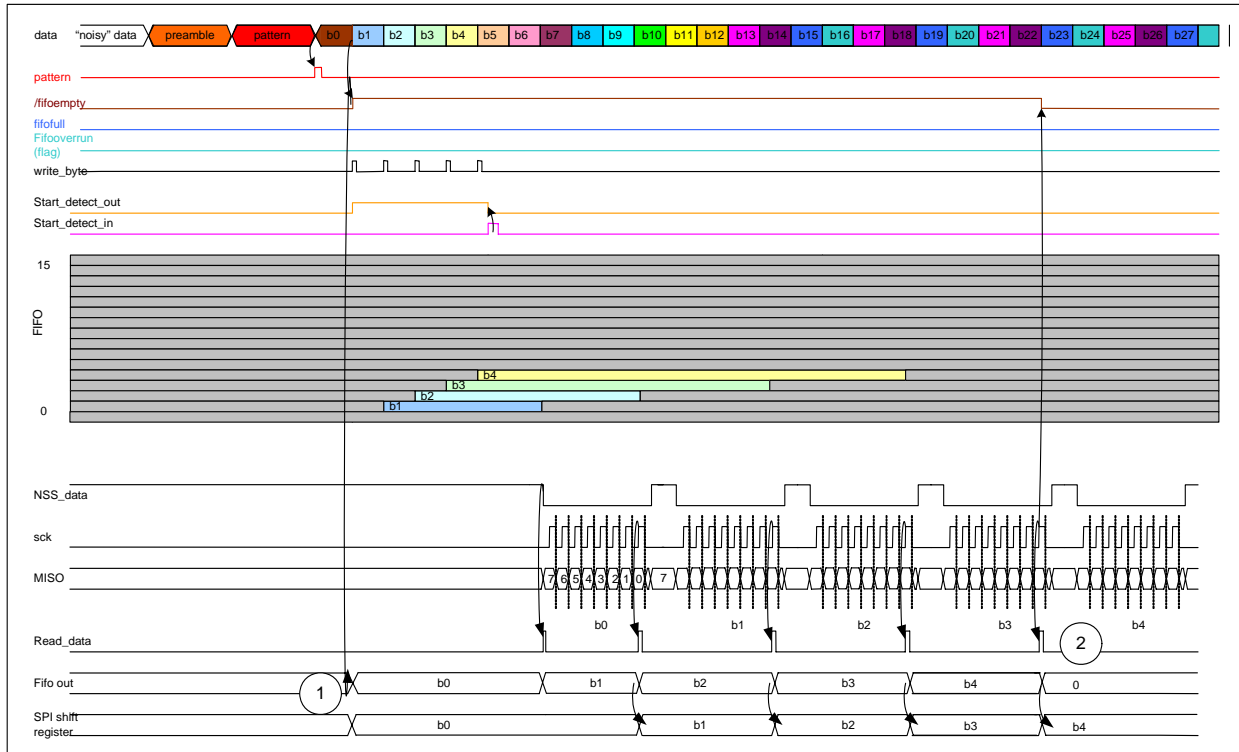 data “noisy” data preamble pattern b0 b1 b2 b3 b4 b5 b6 b7 b8 b9 b10 b11 b12 b13 b14 b15 b16 b17 b18 b19 b20 b21 b22 b23 b24 b25 b26 b27
pattern
/fifoempty
fifofull
Fifooverrun
(flag)
write_byte
Start_detect_out
Start_detect_in
15
FIFO
b4
b3
b2
b1
0
NSS_data
sck
MISO 7 6 5 4 3 2 1 0 7
b0 b1 b2 b3 b4
Read_data 2
1
Fifo out b0 b1 b2 b3 b4 0
SPI shift
register b0 b1 b2 b3 b4